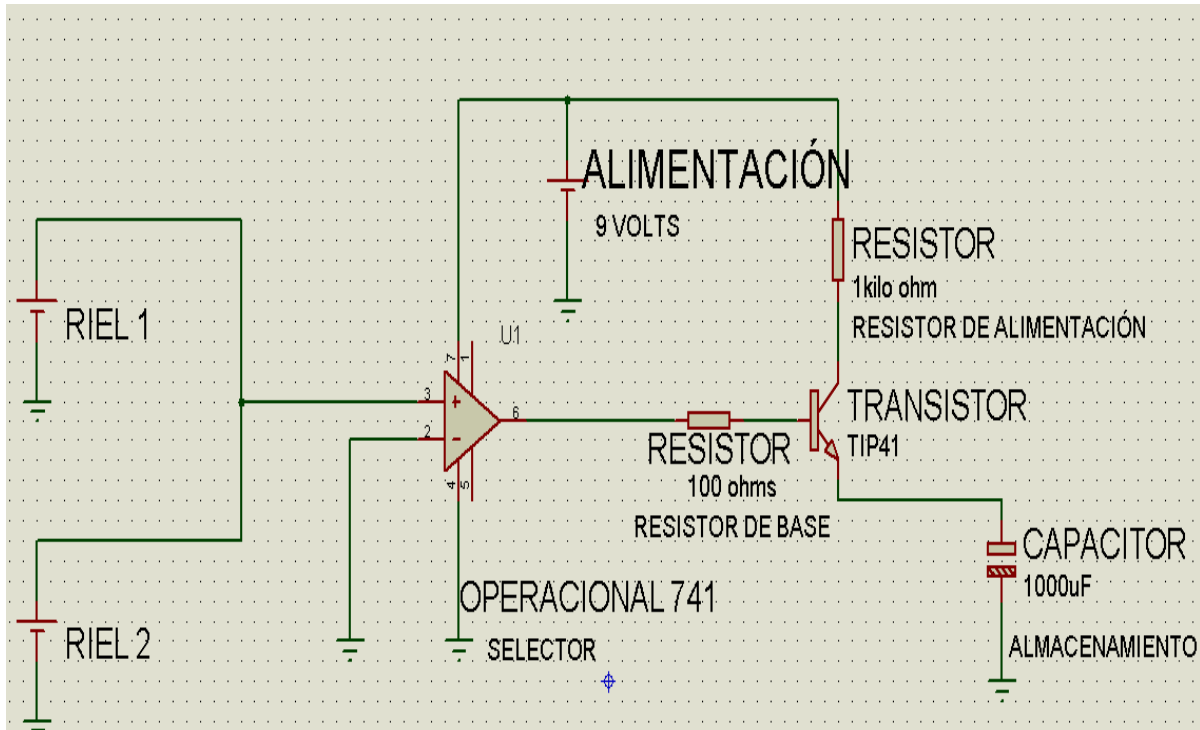 ALIMENTACIÓN
9 VOLTS
RIEL 1
RESISTOR
1kilo ohm
RESISTOR DE ALIMENTACIÓN
U1
7
1
3
2
6
4
5
RESISTOR
100 ohms
RESISTOR DE BASE
TRANSISTOR
TIP41
OPERACIONAL 741
SELECTOR
CAPACITOR
1000uF
ALMACENAMIENTO
RIEL 2